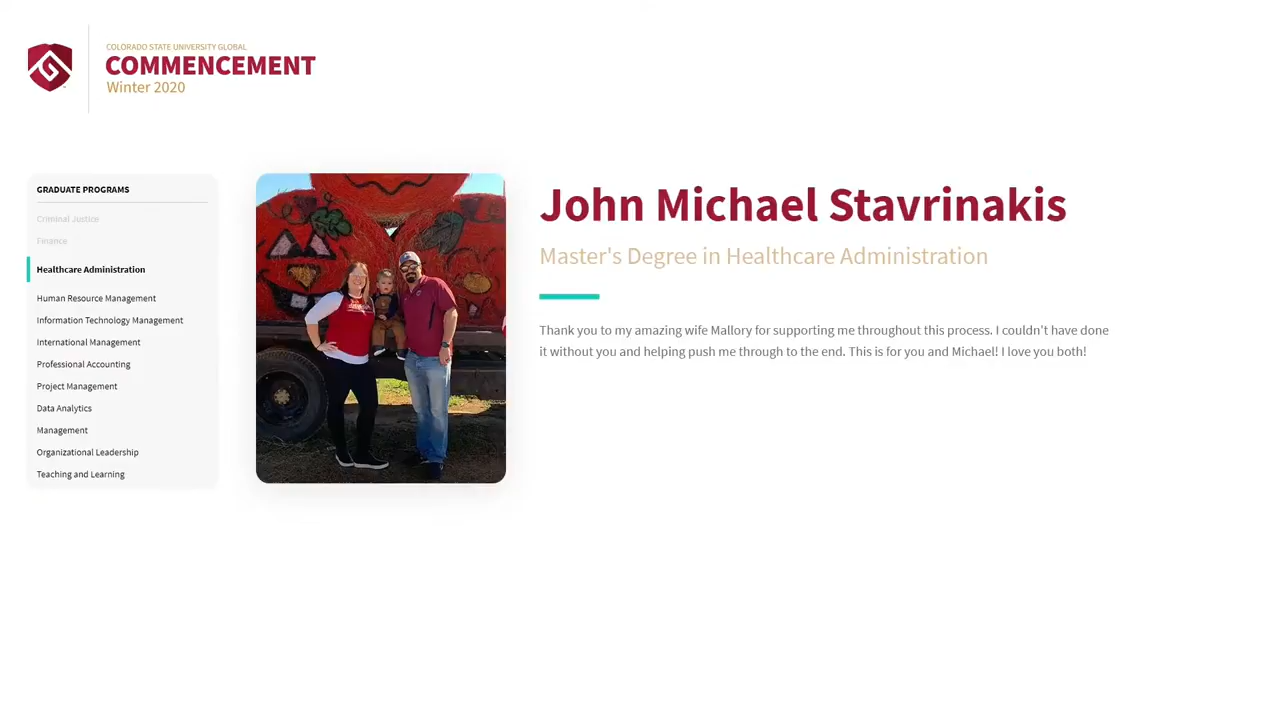 COLORADO STATE UNIVERSITY GLOBAL
COMMENCEMENT
Winter 2020
GRADUATE PROGRAMS
Criminal Justice
Finance
Healthcare Administration
Human Resource Management
Information Technology Management
International Management
Professional Accounting
Project Management
Data Analytics
Management
Organizational Leadership
Teaching and Learning
John Michael Stavrinakis
Master's Degree in Healthcare Administration
Thank you to my amazing wife Mallory for supporting me throughout this process. I couldn't have done
it without you and helping push me through to the end. This is for you and Michael! I love you both!